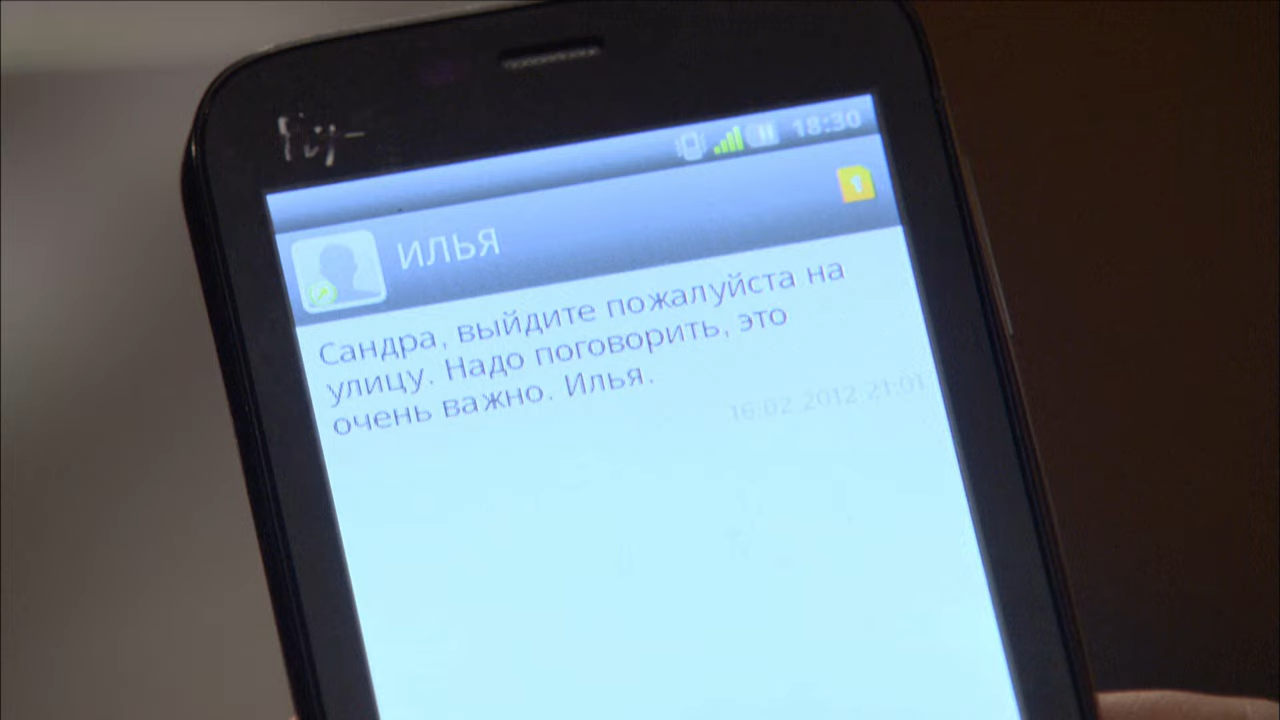 18:30
ИЛЬЯ
Сандра, выйдите пожалуйста на
улицу. Надо поговорить, это
очень важно. Илья.
16.02.2012 21:01